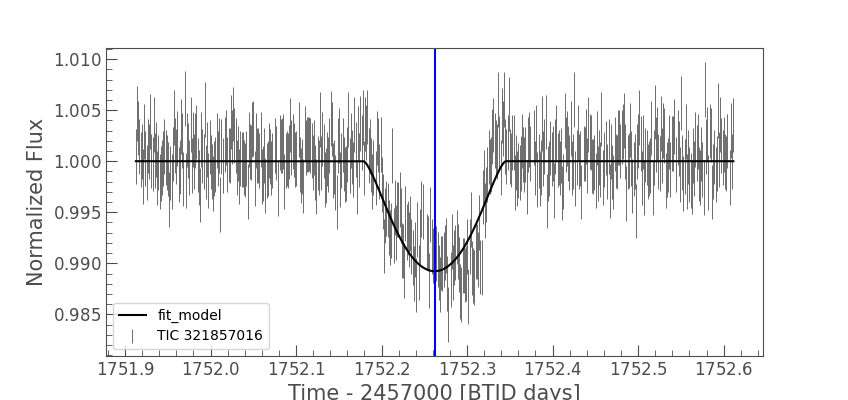 1.010
1.005
1.000
0.995
0.990
0.985
Normalized Flux
fit_model
TIC 321857016
1751.9 1752.0 1752.1 1752.2 1752.3 1752.4 1752.5 1752.6
Time - 2457000 [BTJD days]